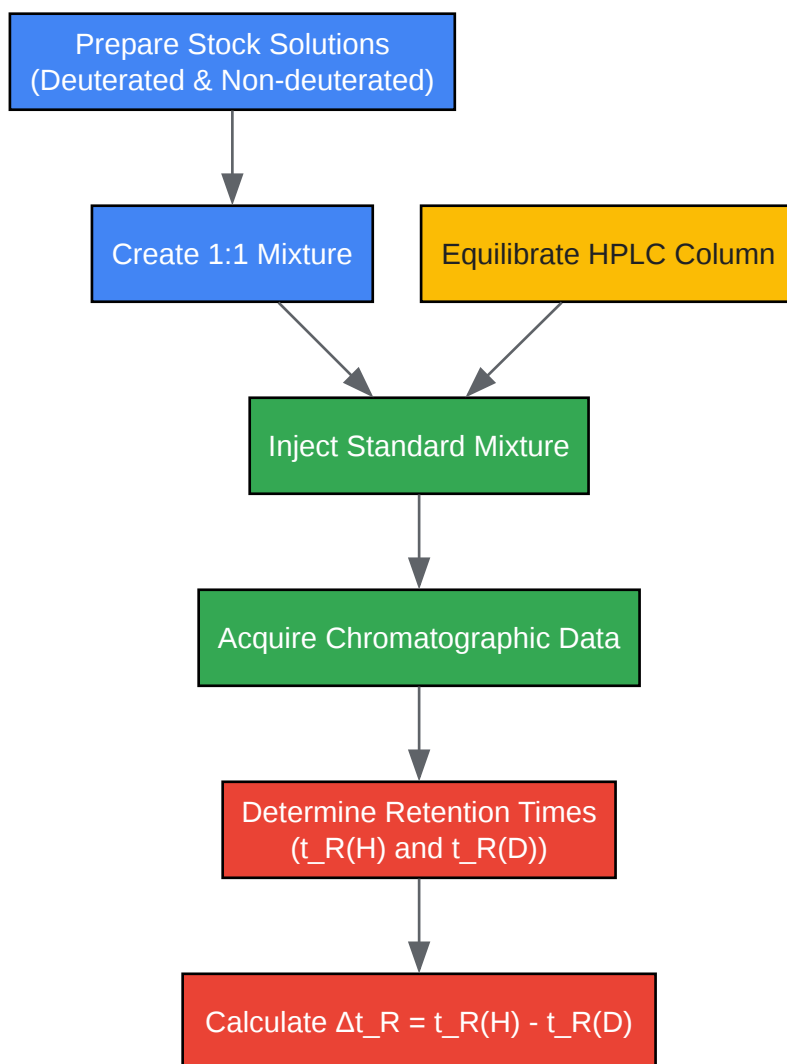 Prepare Stock Solutions
(Deuterated & Non-deuterated)
Create 1:1 Mixture
Equilibrate HPLC Column
Inject Standard Mixture
Acquire Chromatographic Data
Determine Retention Times
(t_R(H) and t_R(D))
Calculate Δt_R = t_R(H) - t_R(D)